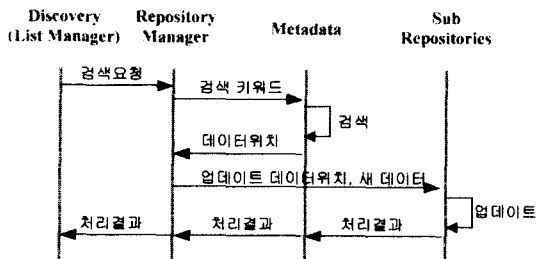 Discovery
(List Manager)
Repository
Manager
Metadata
Sub
Repositories
검색요청
검색 키워드
검색
데이터위치
업데이트 데이터위치, 새 데이터
업데이트
처리결과
처리결과
처리결과